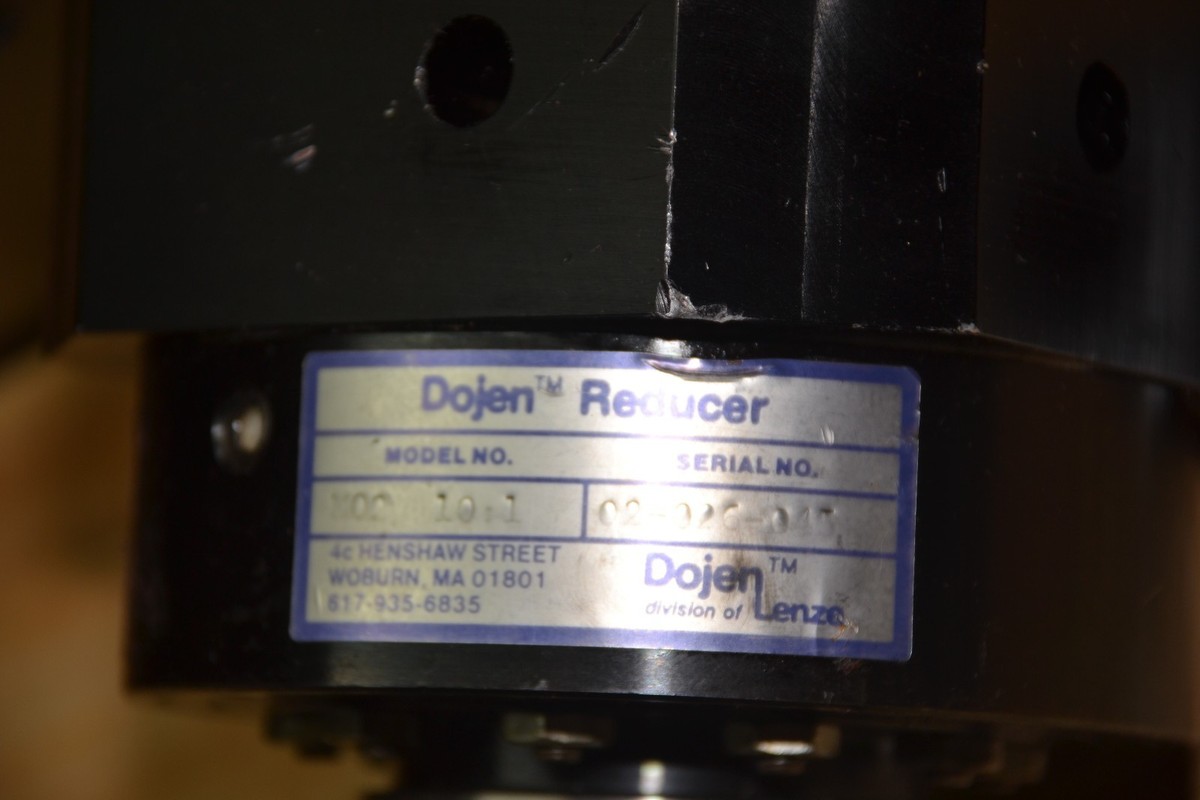 Dojen™ Reducer
MODEL NO. SERIAL NO.
10:1
4c HENSHAW STREET
WOBURN, MA 01801
617-935-6835
Dojen™
division of Lenze